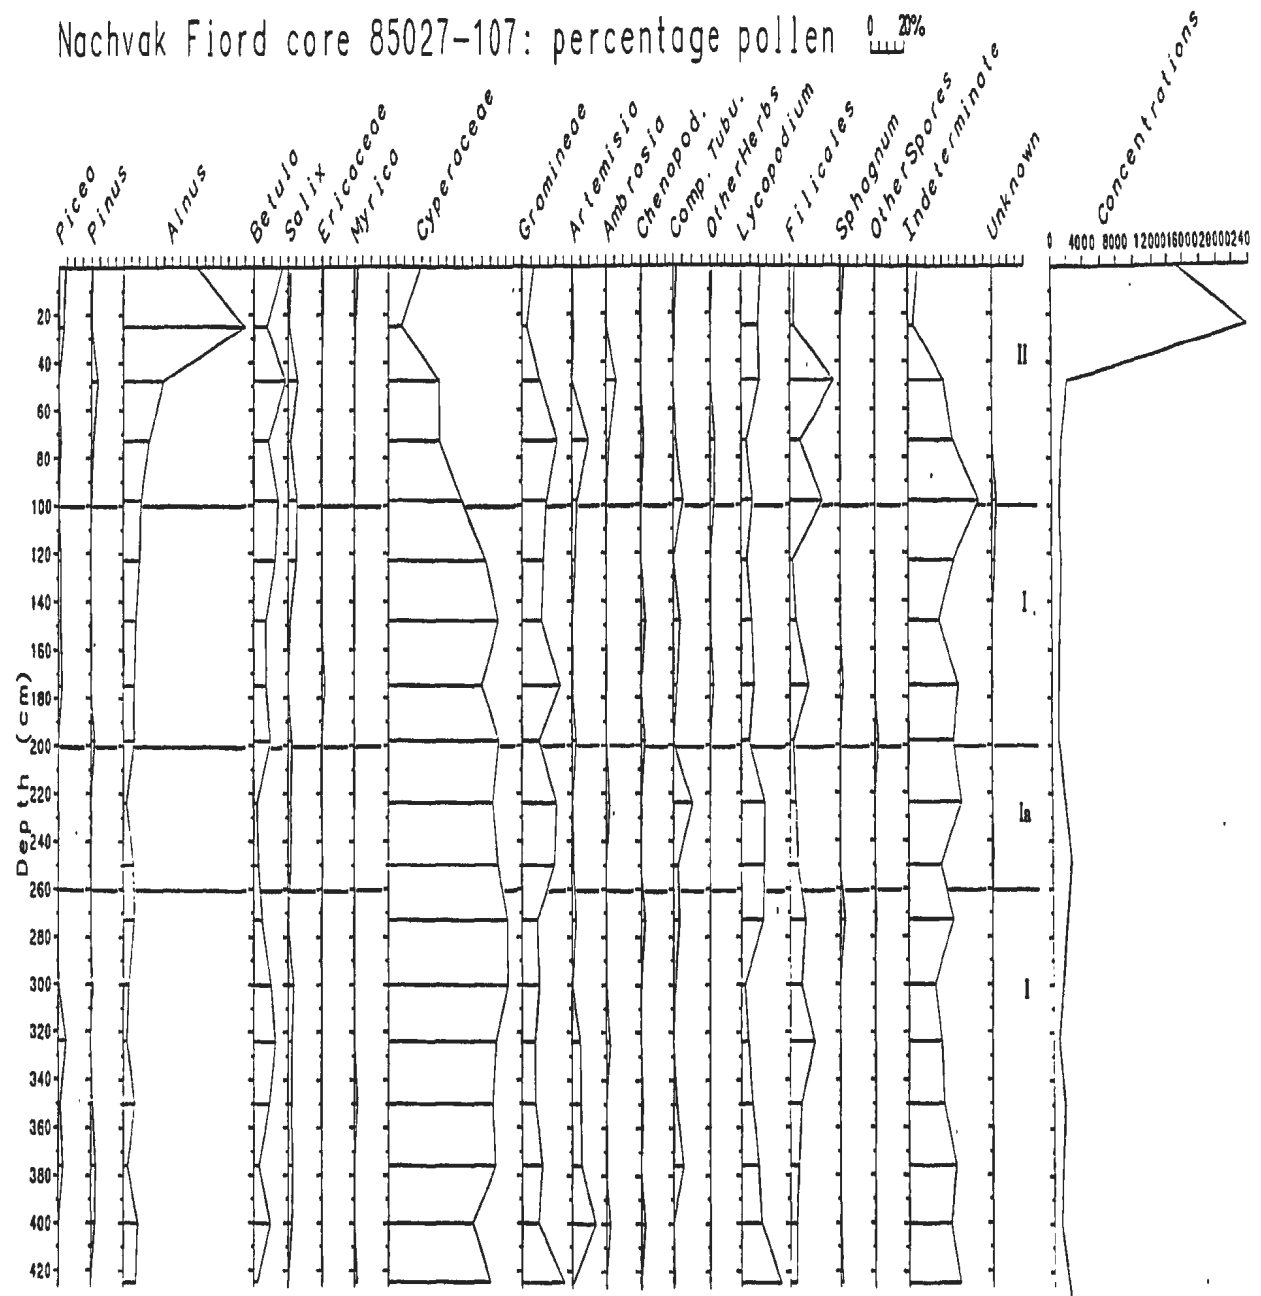 Nachvak Fiord core 85027-107: percentage pollen
0 20%
Picea
Pinus
Alnus
Betula
Salix
Ericaceae
Myrica
Cyperaceae
Gramineae
Artemisia
Ambrosia
Chenopod.
Comp. Tubu.
OtherHerbs
Lycopodium
Filicales
Sphagnum
OtherSpores
Indeterminate
Unknown
Concentrations
0 4000 8000 12000 16000 20000 240
Depth (cm)
20
40
60
80
100
120
140
160
180
200
220
240
260
280
300
320
340
360
380
400
420
II
I
Ia
I